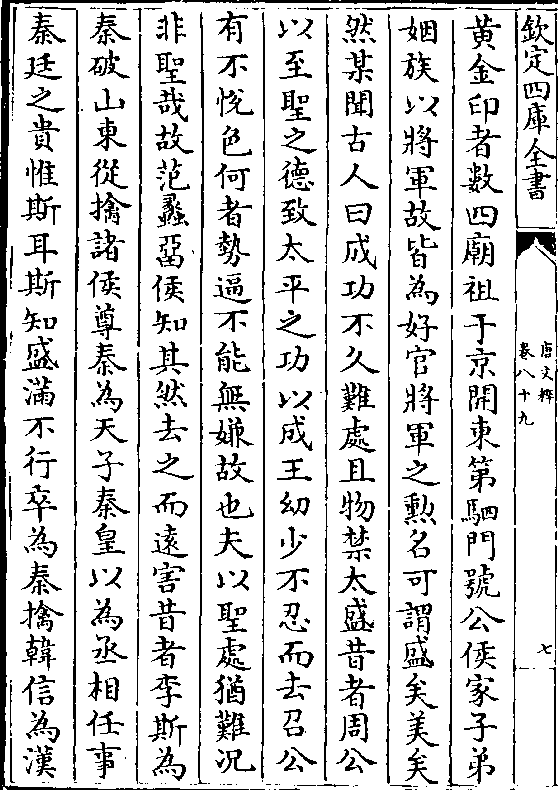 欽定四庫全書
唐文粹
卷八十九
七
黃金印者數四廟祖于京開東第駟門號公侯家子弟
姻族以將軍故皆為好官將軍之勲名可謂盛矣美矣
然某聞古人曰成功不久難處且物禁太盛昔者周公
以至聖之德致太平之功以成王幼少不忍而去召公
有不恱色何者勢逼不能無嫌故也夫以聖處猶難况
非聖哉故范蠡啚侯知其然去之而遠害昔者李斯為
秦破山東從擒諸侯尊秦為天子秦皇以為丞相任事
秦廷之貴惟斯耳斯知盛滿不行卒為秦擒韓信為漢